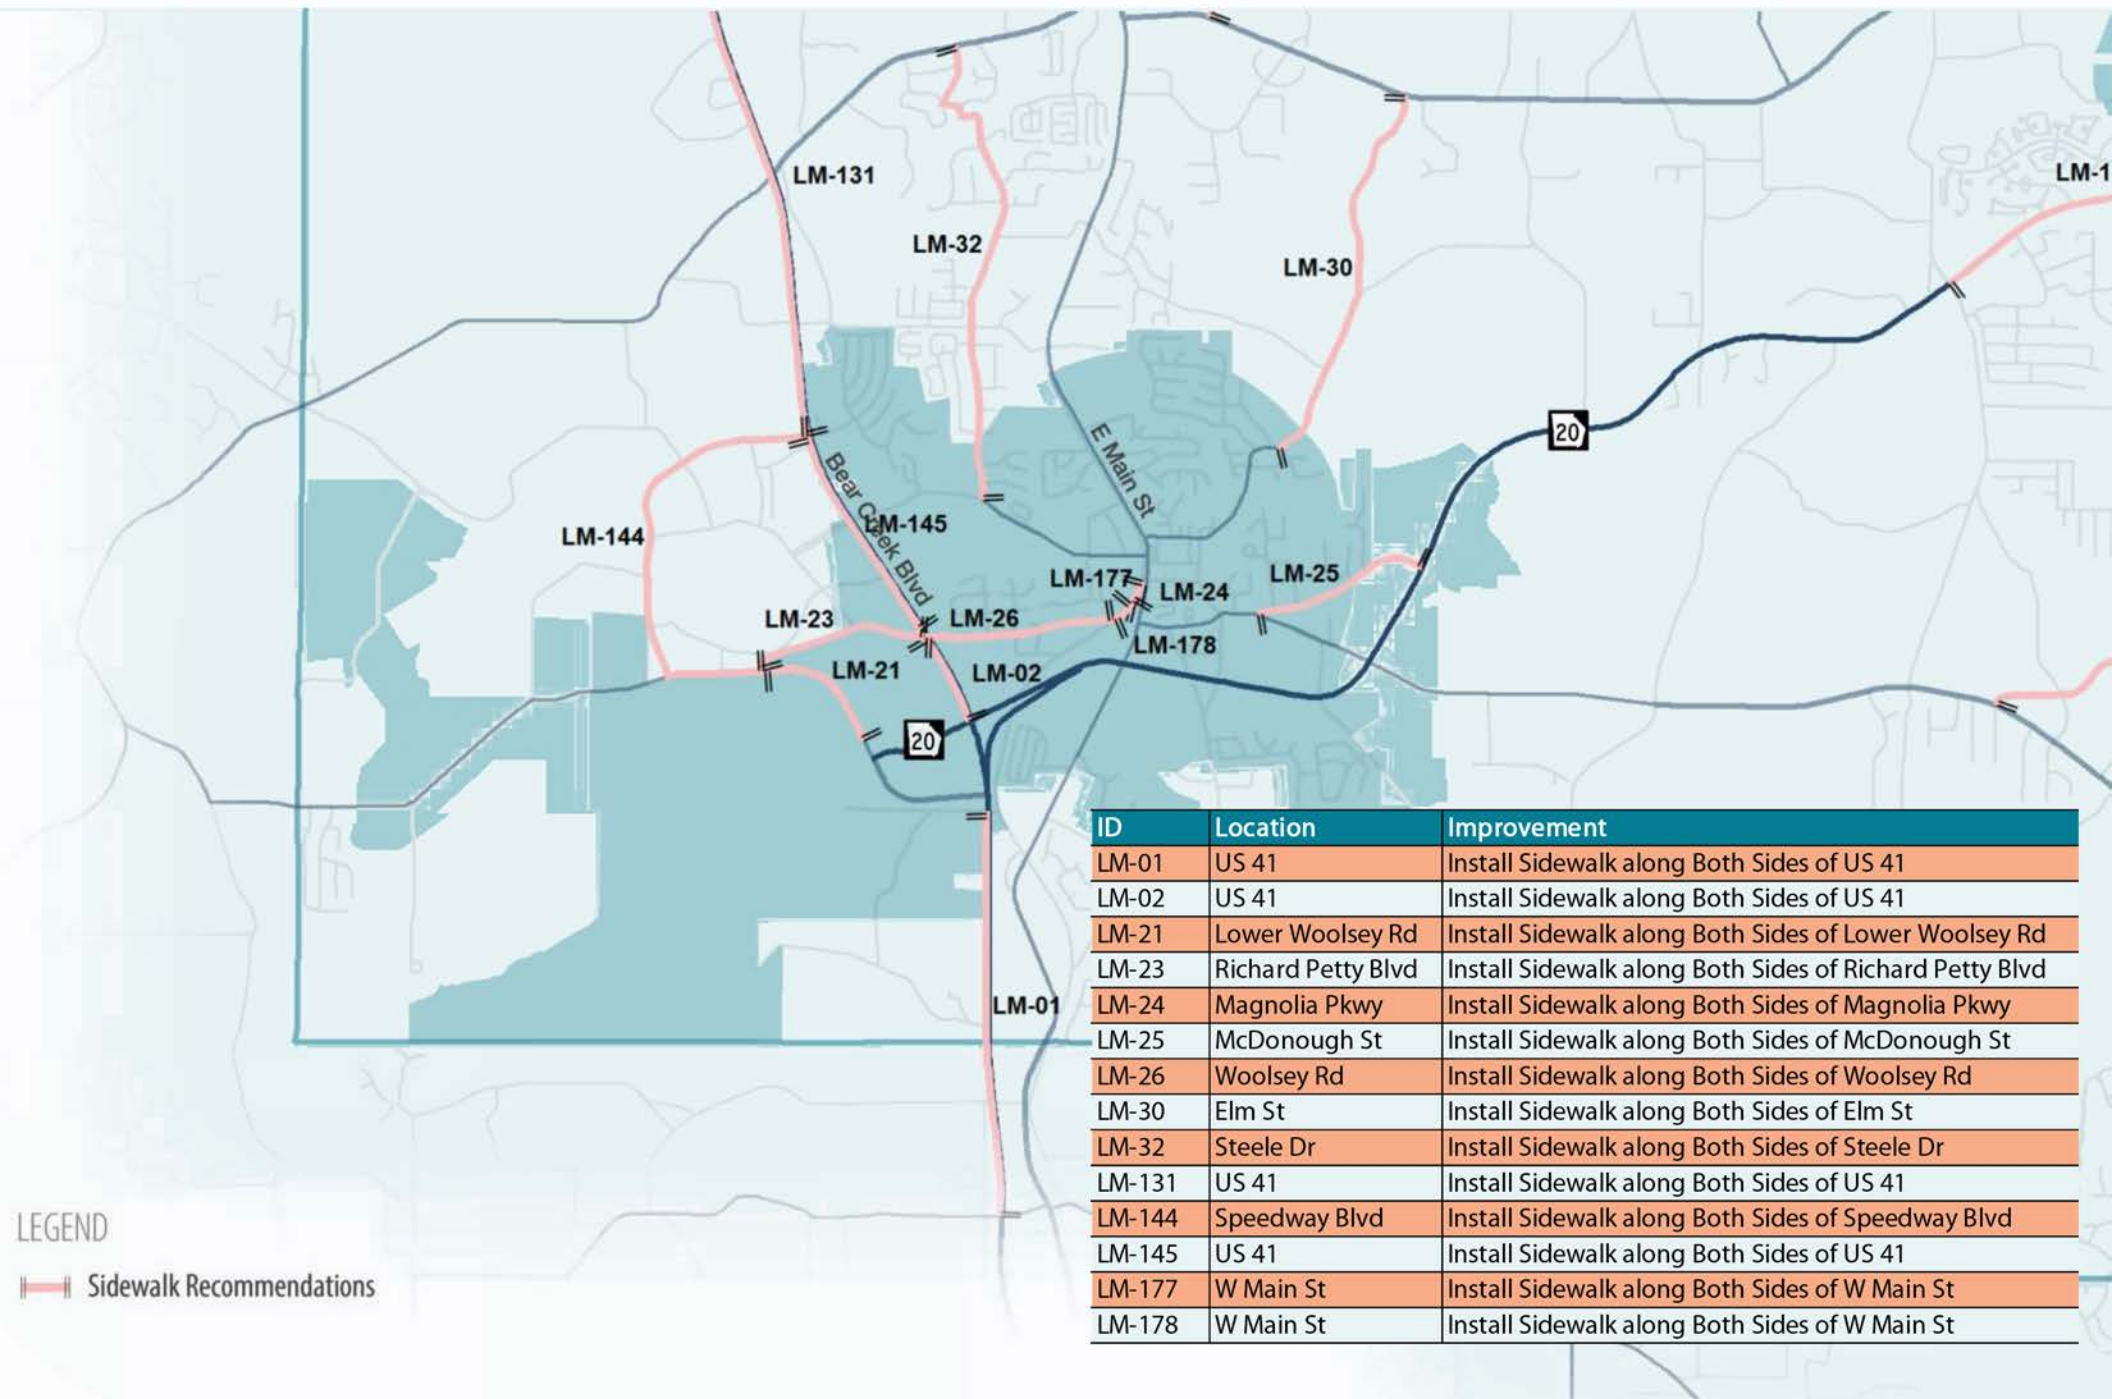 LM-131
LM-1
LM-32
LM-30
20
E Main St
Bear Creek Blvd
LM-145
LM-144
LM-177
LM-25
LM-24
LM-23
LM-26
LM-178
LM-21
LM-02
20
LM-01
ID Location Improvement
LM-01 US 41 Install Sidewalk along Both Sides of US 41
LM-02 US 41 Install Sidewalk along Both Sides of US 41
LM-21 Lower Woolsey Rd Install Sidewalk along Both Sides of Lower Woolsey Rd
LM-23 Richard Petty Blvd Install Sidewalk along Both Sides of Richard Petty Blvd
LM-24 Magnolia Pkwy Install Sidewalk along Both Sides of Magnolia Pkwy
LM-25 McDonough St Install Sidewalk along Both Sides of McDonough St
LM-26 Woolsey Rd Install Sidewalk along Both Sides of Woolsey Rd
LM-30 Elm St Install Sidewalk along Both Sides of Elm St
LM-32 Steele Dr Install Sidewalk along Both Sides of Steele Dr
LM-131 US 41 Install Sidewalk along Both Sides of US 41
LM-144 Speedway Blvd Install Sidewalk along Both Sides of Speedway Blvd
LM-145 US 41 Install Sidewalk along Both Sides of US 41
LM-177 W Main St Install Sidewalk along Both Sides of W Main St
LM-178 W Main St Install Sidewalk along Both Sides of W Main St
LEGEND
Sidewalk Recommendations